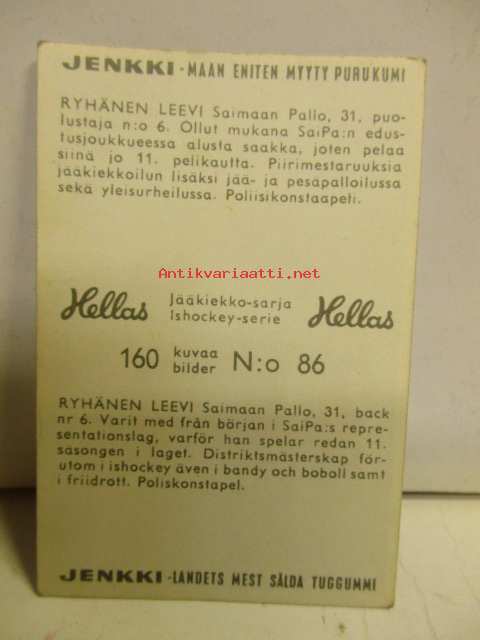 JENKKI - MAAN ENITEN MYYTY PURUKUMI
RYHÄNEN LEEVI Saimaan Pallo, 31, puo-
lustaja n:o 6. Ollut mukana SaiPa:n edus-
tusjoukkueessa alusta saakka, joten pelaa
siinä jo 11. pelikautta. Piirimestaruuksia
jääkiekkoilun lisäksi jää- ja pesapalloilussa
sekä yleisurheilussa. Poliisikonstaapeli.
Antikvariaatti.net
Hellas Jääkiekko-sarja Hellas
Ishockey-serie
160 kuvaa N:o 86
bilder
RYHÄNEN LEEVI Saimaan Pallo, 31, back
nr 6. Varit med från början i SaiPa:s repre-
sentationslag, varför han spelar redan 11.
säsongen i laget. Distriktsmästerskap för-
utom i ishockey även i bandy och boboll samt
i friidrott. Poliskonstapel.
JENKKI - LANDETS MEST SÅLDA TUGGUMMI